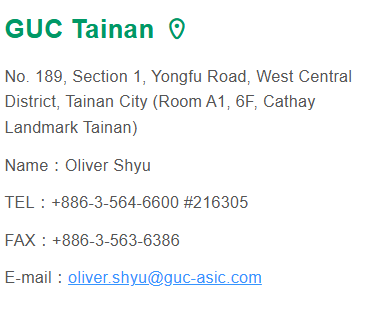 GUC Tainan
No. 189, Section 1, Yongfu Road, West Central
District, Tainan City (Room A1, 6F, Cathay
Landmark Tainan)
Name：Oliver Shyu
TEL：+886-3-564-6600 #216305
FAX：+886-3-563-6386
E-mail：oliver.shyu@guc-asic.com